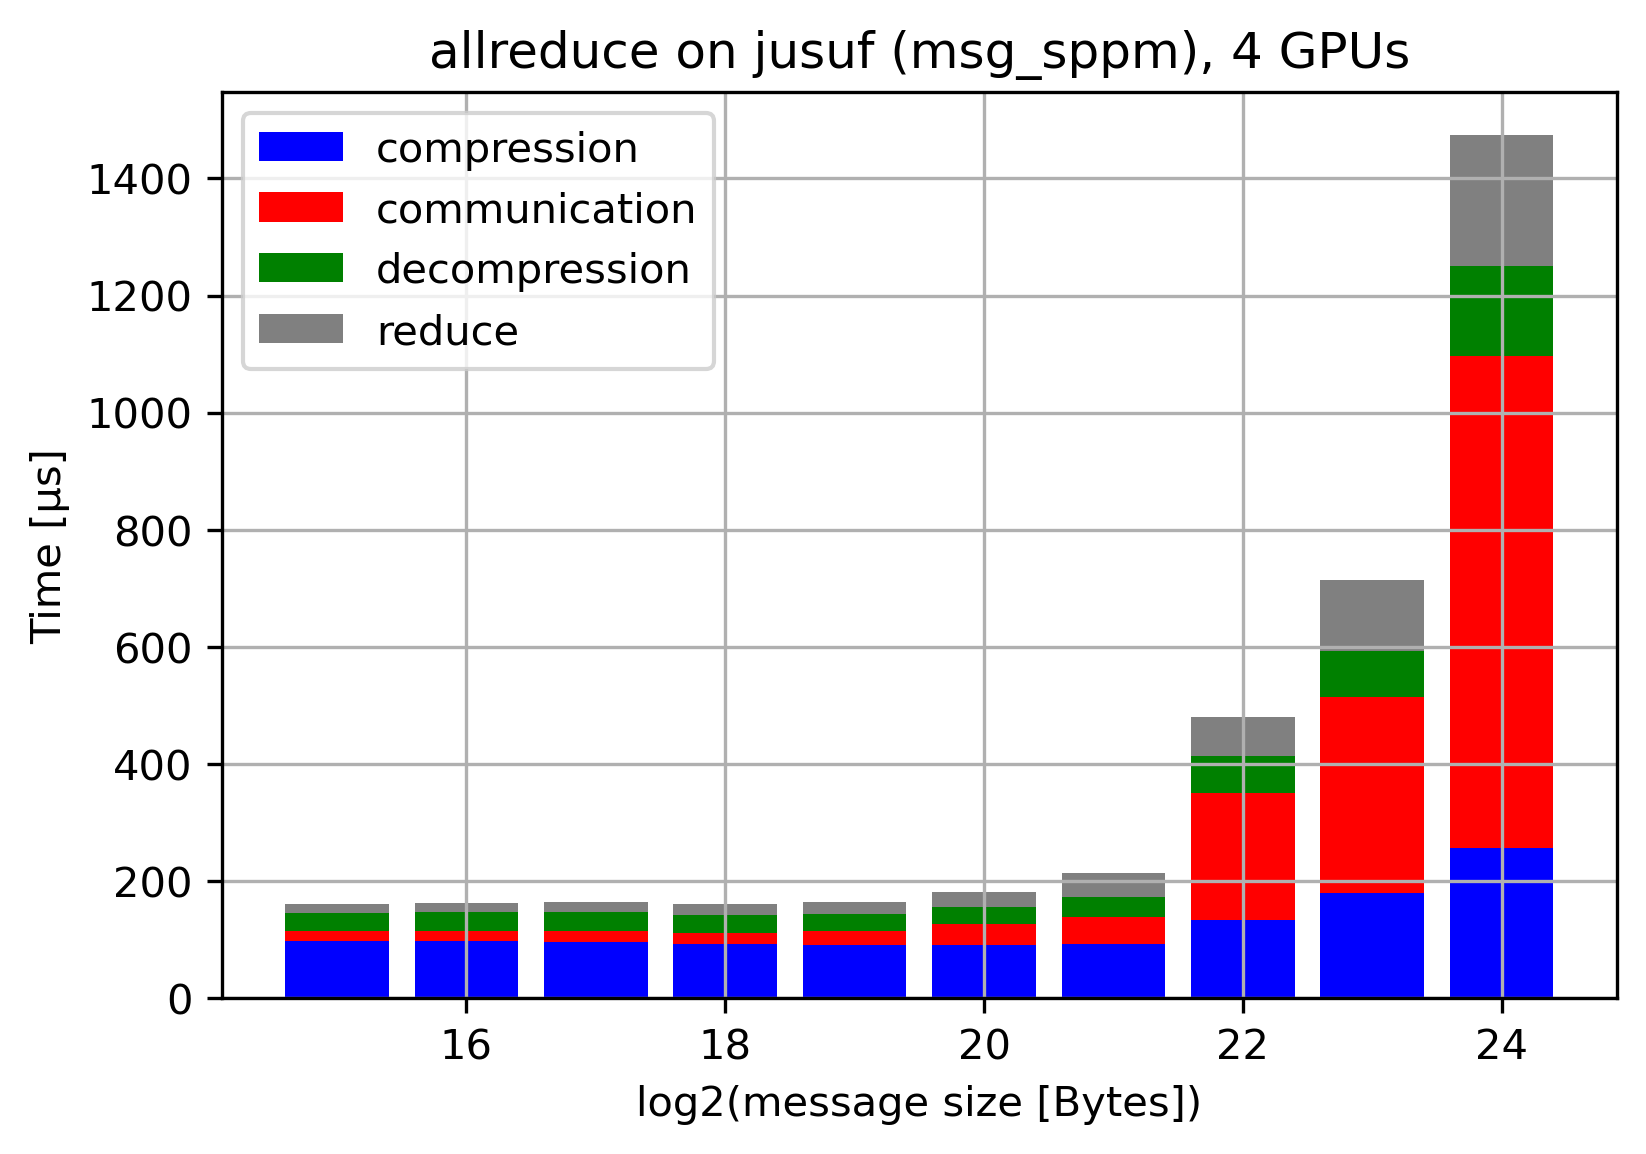 allreduce on jusuf (msg_sppm), 4 GPUs
compression
communication
decompression
reduce
Time [μs]
1400
1200
1000
800
600
400
200
0
16 18 20 22 24
log2(message size [Bytes])